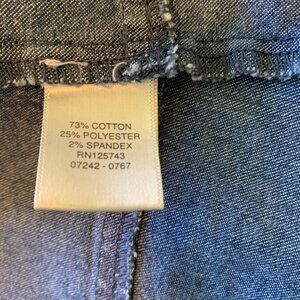 73% COTTON
25% POLYESTER
2% SPANDEX
RN125743
07242 - 0767